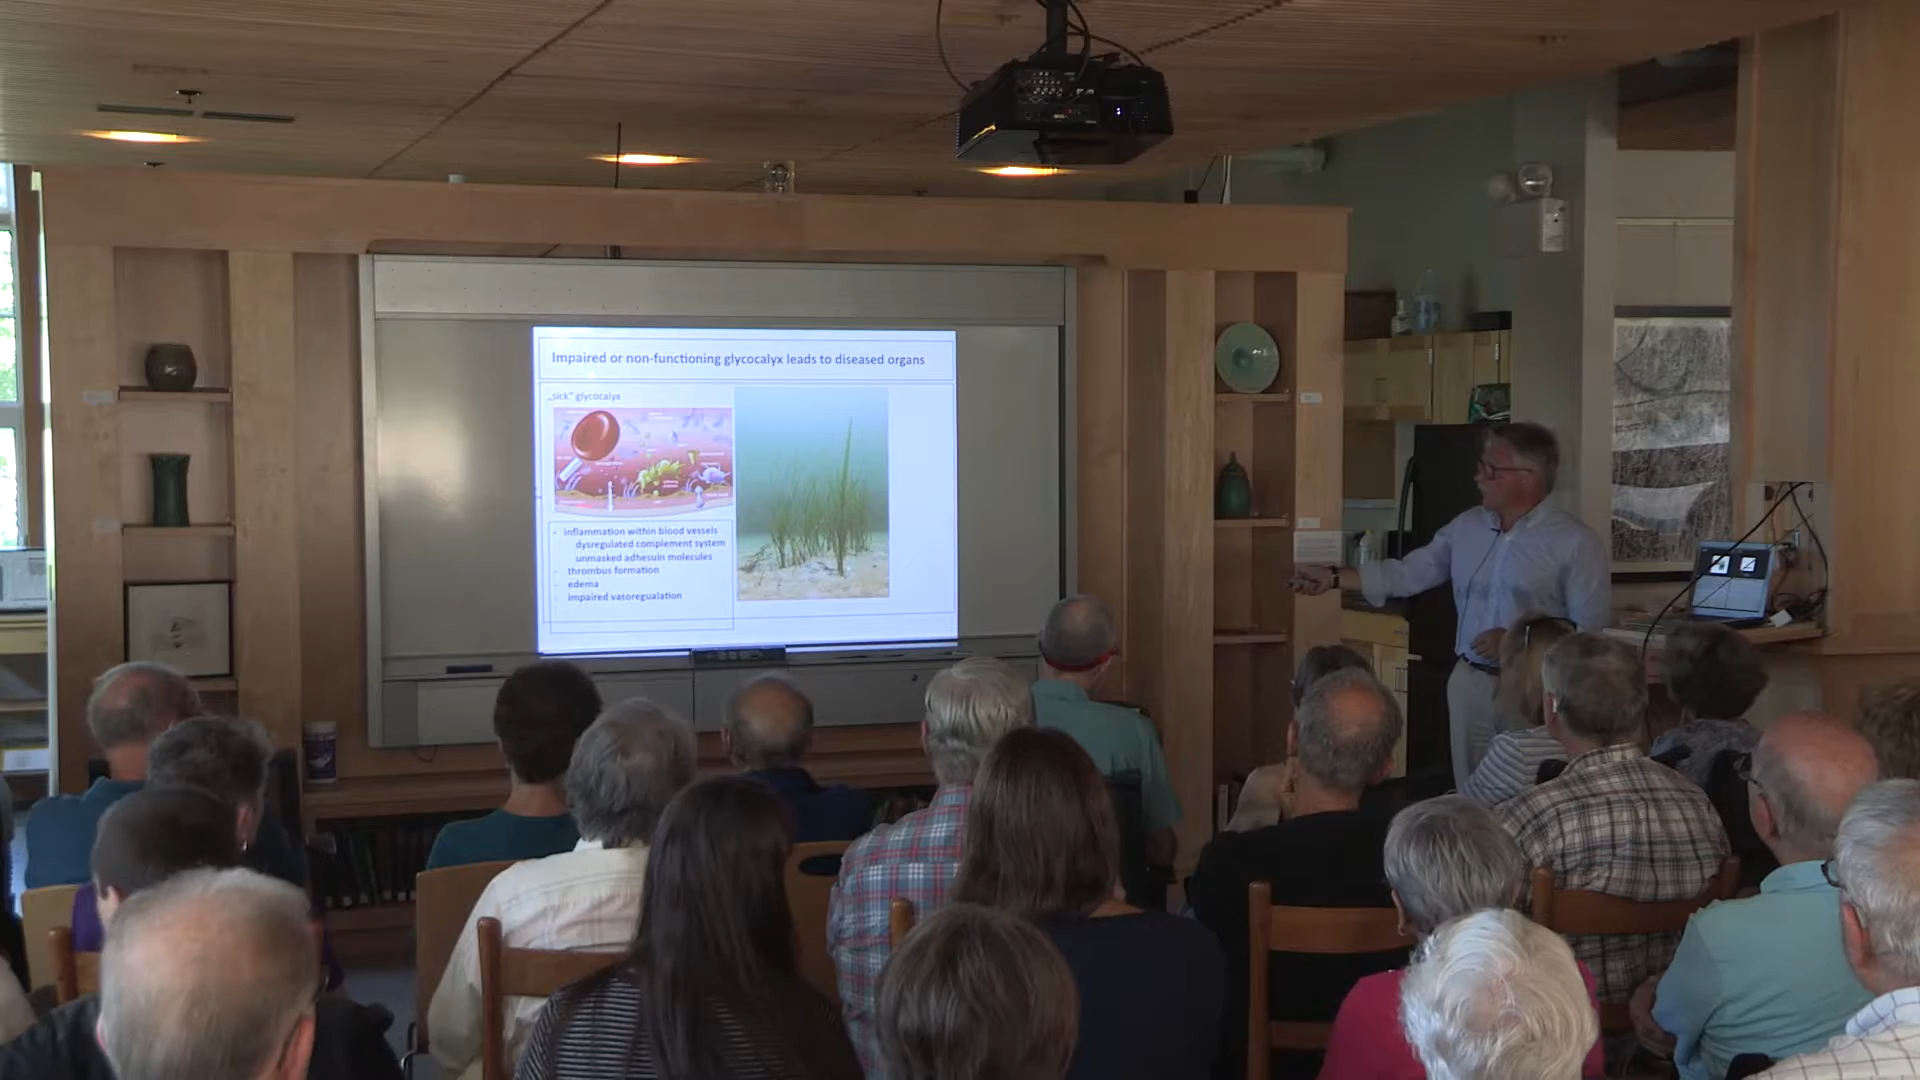 Impaired or non-functioning glycocalyx leads to diseased organs
„sick" glycocalyx
- inflammation within blood vessels
dysregulated complement system
unmasked adhesuin molecules
- thrombus formation
- edema
- impaired vasoregualation